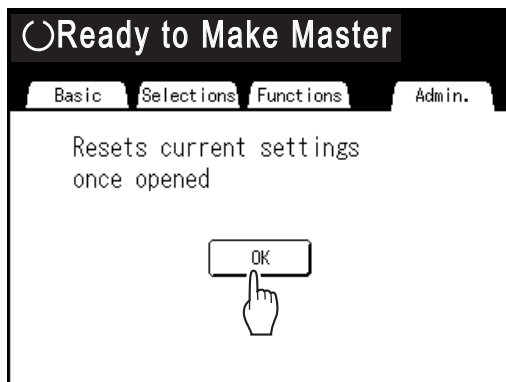 Ready to Make Master
Basic Selections Functions Admin.
Resets current settings
once opened
OK